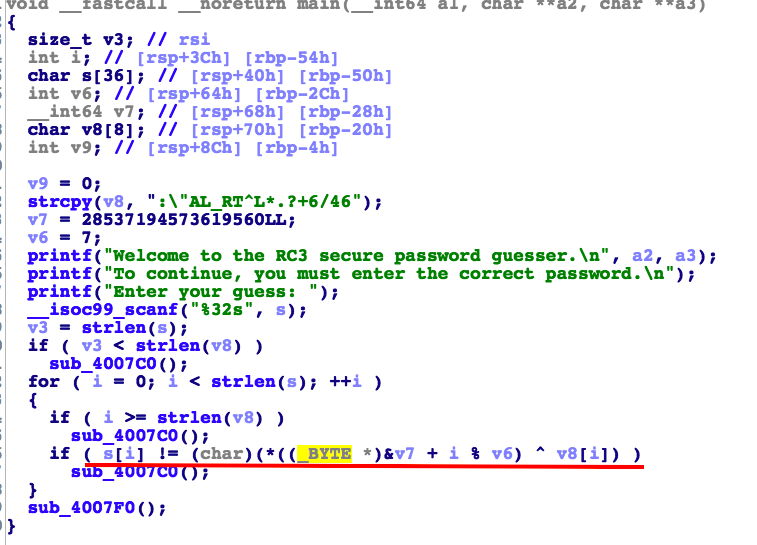 void __fastcall __noreturn main(__int64 a1, char **a2, char **a3)
{
size_t v3; // rsi
int i; // [rsp+3Ch] [rbp-54h]
char s[36]; // [rsp+40h] [rbp-50h]
int v6; // [rsp+64h] [rbp-2Ch]
__int64 v7; // [rsp+68h] [rbp-28h]
char v8[8]; // [rsp+70h] [rbp-20h]
int v9; // [rsp+8Ch] [rbp-4h]
v9 = 0;
strcpy(v8, ":\"AL_RT^L*.?+6/46");
v7 = 28537194573619560LL;
v6 = 7;
printf("Welcome to the RC3 secure password guesser.\n", a2, a3);
printf("To continue, you must enter the correct password.\n");
printf("Enter your guess: ");
__isoc99_scanf("%32s", s);
v3 = strlen(s);
if ( v3 < strlen(v8) )
sub_4007C0();
for ( i = 0; i < strlen(s); ++i )
{
if ( i >= strlen(v8) )
sub_4007C0();
if ( s[i] != (char)(*((_BYTE *)&v7 + i % v6) ^ v8[i]) )
sub_4007C0();
}
sub_4007F0();
}